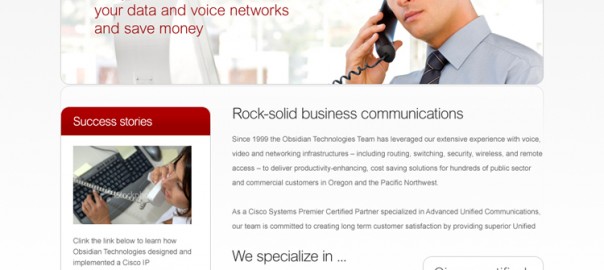 your data and voice networks
and save money
Success stories
Clink the link below to learn how
Obsidian Technologies designed and
implemented a Cisco IP
Rock-solid business communications
Since 1999 the Obsidian Technologies Team has leveraged our extensive experience with voice,
video and networking infrastructures – including routing, switching, security, wireless, and remote
access – to deliver productivity-enhancing, cost saving solutions for hundreds of public sector
and commercial customers in Oregon and the Pacific Northwest.
As a Cisco Systems Premier Certified Partner specialized in Advanced Unified Communications,
our team is committed to creating long term customer satisfaction by providing superior Unified
We specialize in ...